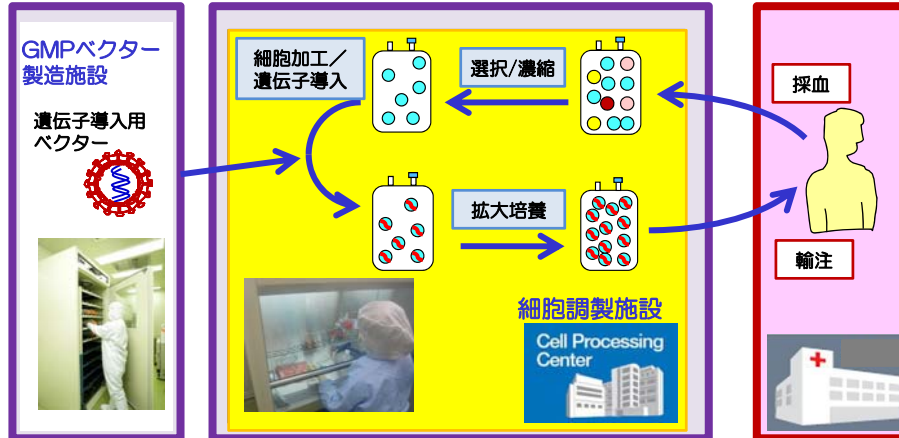 GMPベクター
製造施設
遺伝子導入用
ベクター
細胞加工／
遺伝子導入
選択/濃縮
拡大培養
細胞調製施設
Cell Processing
Center
採血
輸注